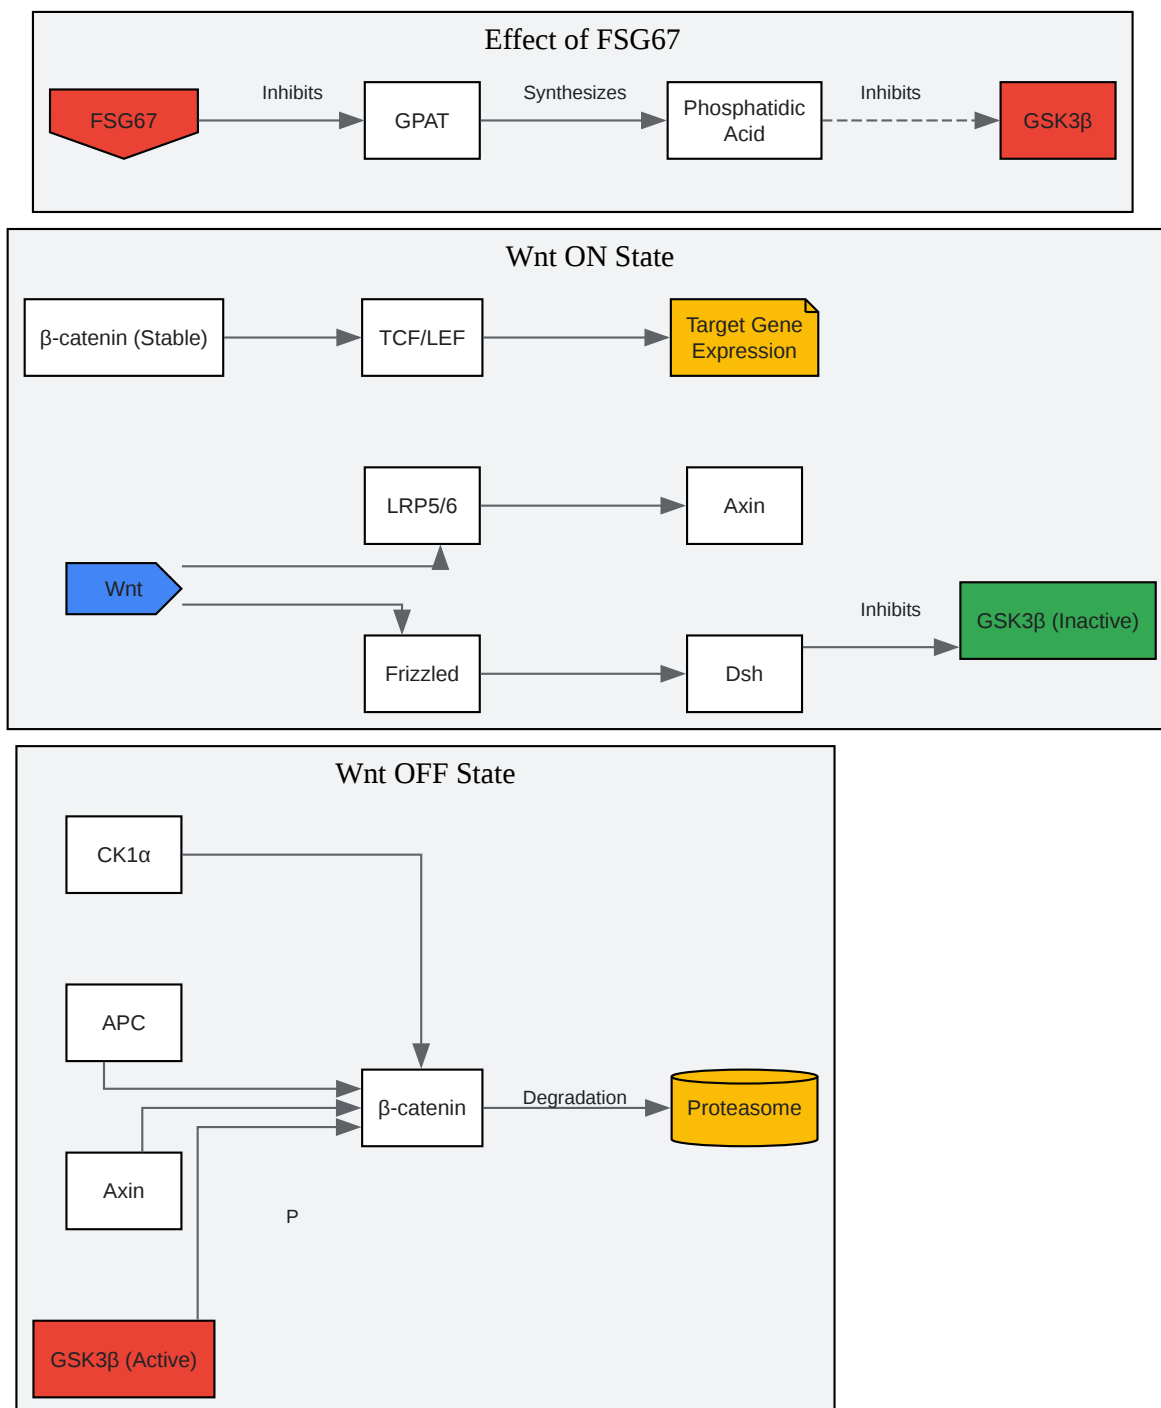 Effect of FSG67
Inhibits
Synthesizes
Inhibits
FSG67
GPAT
Phosphatidic
Acid
GSK3β
Wnt ON State
β-catenin (Stable)
TCF/LEF
Target Gene
Expression
LRP5/6
Axin
Wnt
Inhibits
GSK3β (Inactive)
Frizzled
Dsh
Wnt OFF State
CK1α
APC
β-catenin
Degradation
Proteasome
Axin
P
GSK3β (Active)